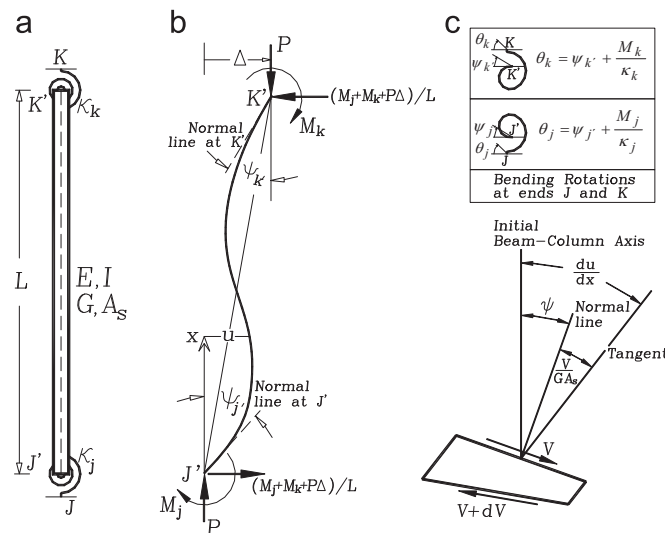 a
K
K'
κk
L
E, I
G, As
J'
κj
J
b
P
Δ
K'
(Mj+Mk+PΔ)/L
Mk
Normal
line at K'
ψk'
x
u
Normal
line at J'
ψj'
J'
(Mj+Mk+PΔ)/L
Mj
P
c
θk K
ψk' K'
θk = ψk' + Mk/κk
ψj' J'
θj J
θj = ψj' + Mj/κj
Bending Rotations
at ends J and K
Initial
Beam-Column Axis
du/dx
ψ
Normal
line
Tangent
V/GAs
V
V+dV